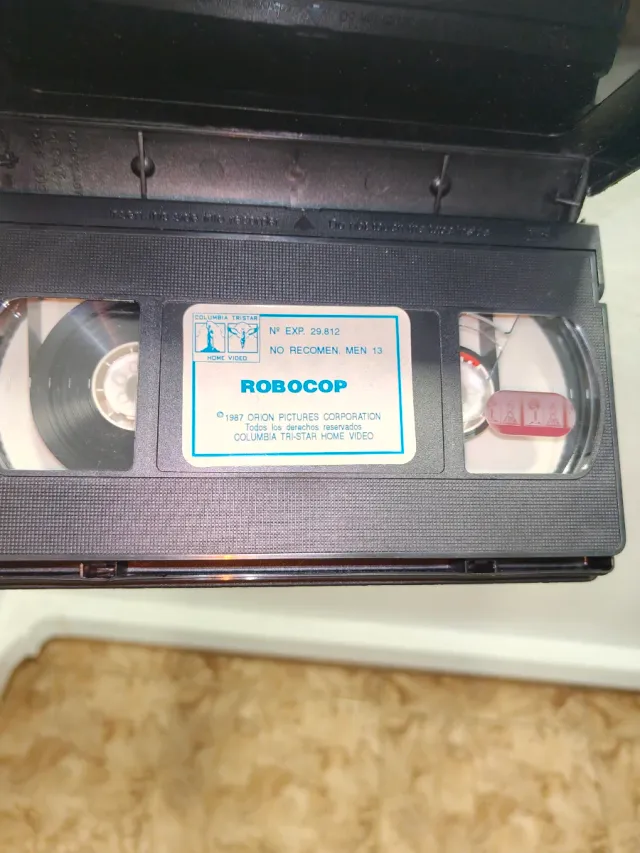 COLUMBIA TRISTAR
HOME VIDEO
Nº EXP. 29.812
NO RECOMEN. MEN 13
ROBOCOP
© 1987 ORION PICTURES CORPORATION
Todos los derechos reservados
COLUMBIA TRI-STAR HOME VIDEO